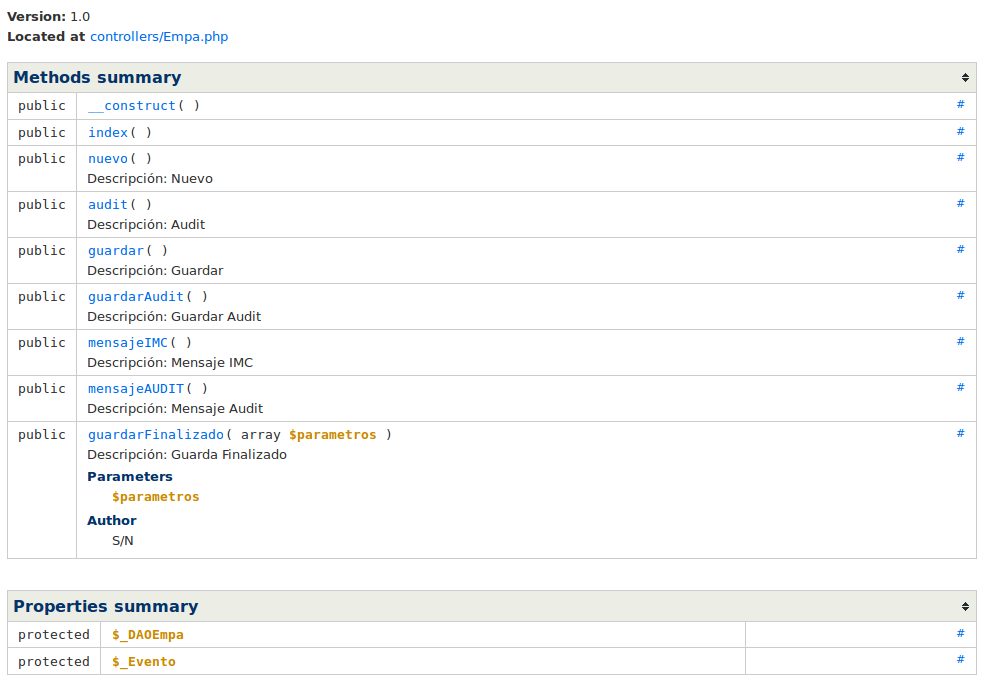 Version: 1.0
Located at controllers/Empa.php
Methods summary
public __construct( ) #
public index( ) #
public nuevo( ) #
Descripción: Nuevo
public audit( ) #
Descripción: Audit
public guardar( ) #
Descripción: Guardar
public guardarAudit( ) #
Descripción: Guardar Audit
public mensajeIMC( ) #
Descripción: Mensaje IMC
public mensajeAUDIT( ) #
Descripción: Mensaje Audit
public guardarFinalizado( array $parametros ) #
Descripción: Guarda Finalizado
Parameters
$parametros
Author
S/N
Properties summary
protected $_DAOEmpa #
protected $_Evento #